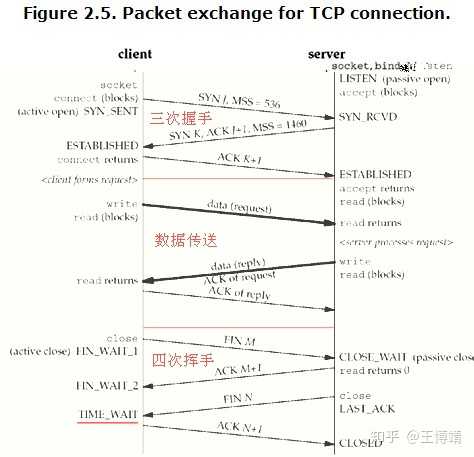 Figure 2.5. Packet exchange for TCP connection.
client
server
socket, bind, listen
LISTEN (passive open)
accept (blocks)
socket
connect (blocks)
(active open) SYN_SENT
SYN J, MSS = 536
三次握手
SYN_RCVD
SYN K, ACK J+1, MSS = 1460
ESTABLISHED
connect returns
ACK K+1
ESTABLISHED
accept returns
read (blocks)
<client forms request>
write
read (blocks)
data (request)
read returns
<server processes request>
数据传送
data (reply)
ACK of request
write
read (blocks)
read returns
ACK of reply
close
(active close) FIN_WAIT_1
FIN M
四次挥手
CLOSE_WAIT (passive close
read returns 0
ACK M+1
FIN_WAIT_2
close
LAST_ACK
FIN N
TIME_WAIT
ACK N+1
CLOSED
知乎 @王博靖